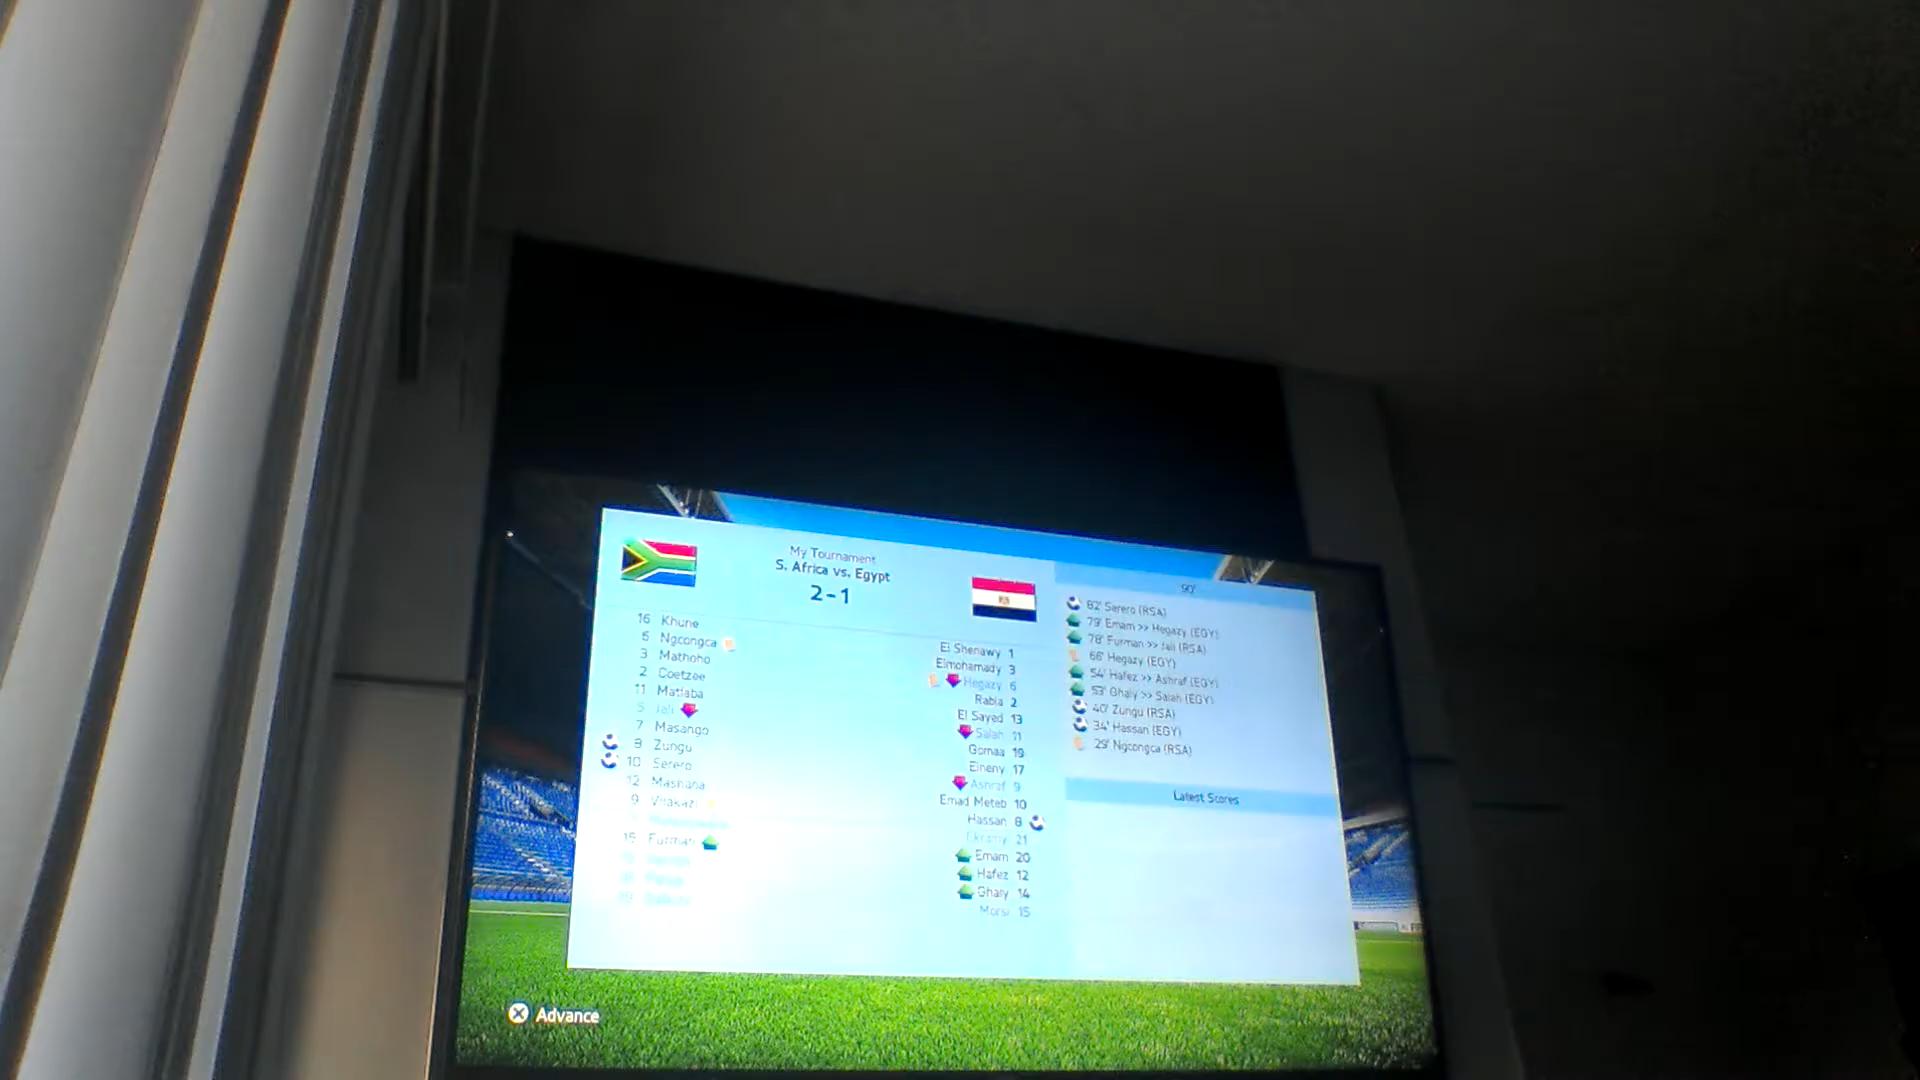 My Tournament
S. Africa vs. Egypt
2-1
16 Khune
5 Ngcongca
3 Mathoho
2 Coetzee
11 Matlaba
5 Jali
7 Masango
8 Zungu
10 Serero
12 Mashana
9 Vilakazi
15 Furman
El Shenawy 1
Elmohamady 3
Hegazy 6
Rabia 2
El Sayed 13
Salah 11
Gomaa 19
Elneny 17
Ashraf 9
Emad Meteb 10
Hassan 8
Ekramy 21
Emam 20
Hafez 12
Ghaly 14
Morsi 15
90'
82' Serero (RSA)
79' Emam >> Hegazy (EGY)
78' Furman >> Jali (RSA)
66' Hegazy (EGY)
54' Hafez >> Ashraf (EGY)
53' Ghaly >> Salah (EGY)
40' Zungu (RSA)
34' Hassan (EGY)
29' Ngcongca (RSA)
Latest Scores
Advance